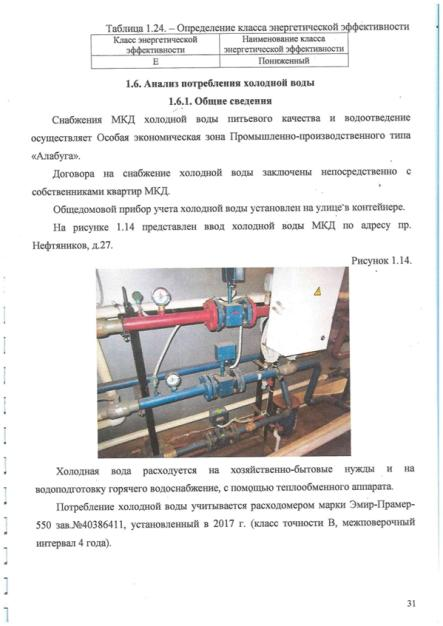 Таблица 1.24. – Определение класса энергетической эффективности
Класс энергетической эффективности
Наименование класса энергетической эффективности
E
Пониженный
1.6. Анализ потребления холодной воды
1.6.1. Общие сведения
Снабжения МКД холодной воды питьевого качества и водоотведение
осуществляет Особая экономическая зона Промышленно-производственного типа
«Алабуга».
Договора на снабжение холодной воды заключены непосредственно с
собственниками квартир МКД.
Общедомовой прибор учета холодной воды установлен на улице в контейнере.
На рисунке 1.14 представлен ввод холодной воды МКД по адресу пр.
Нефтяников, д.27.
Рисунок 1.14.
Холодная вода расходуется на хозяйственно-бытовые нужды и на
водоподготовку горячего водоснабжение, с помощью теплообменного аппарата.
Потребление холодной воды учитывается расходомером марки Эмир-Прамер-
550 зав.№40386411, установленный в 2017 г. (класс точности В, межповерочный
интервал 4 года).
31